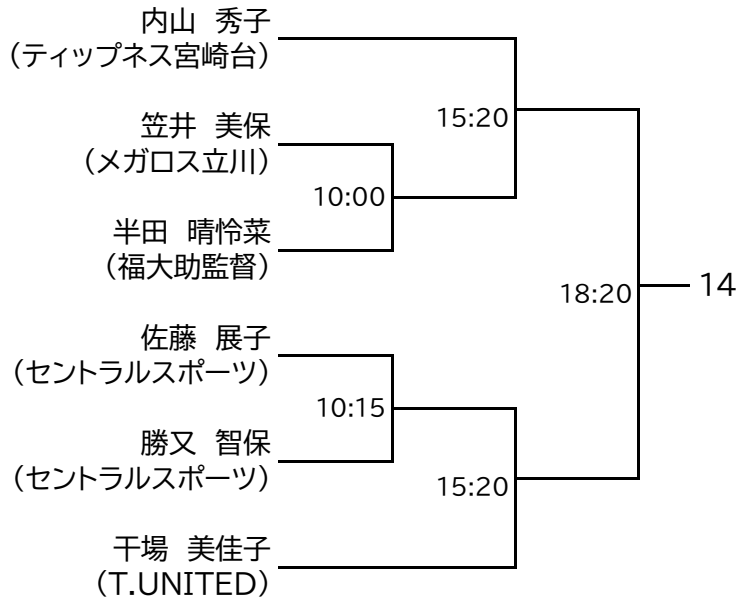 内山　秀子
（ティップネス宮崎台）
15:20
笠井　美保
（メガロス立川）
10:00
半田　晴怜菜
（福大助監督）
18:20
14
佐藤　展子
（セントラルスポーツ）
10:15
勝又　智保
（セントラルスポーツ）
15:20
干場　美佳子
（T.UNITED）